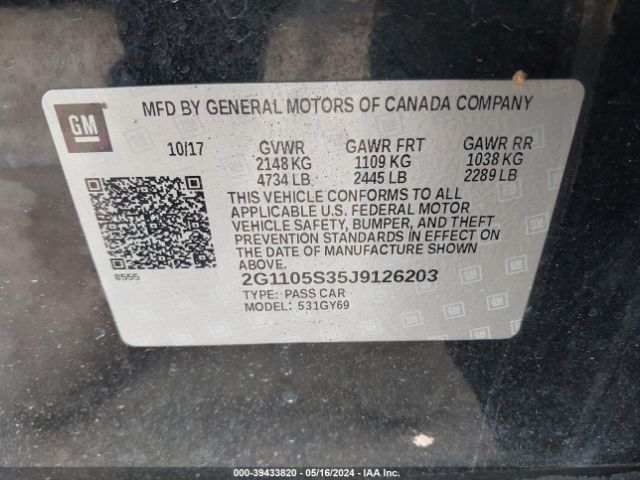 GM
MFD BY GENERAL MOTORS OF CANADA COMPANY
10/17 GVWR GAWR FRT GAWR RR
2148 KG 1109 KG 1038 KG
4734 LB 2445 LB 2289 LB
THIS VEHICLE CONFORMS TO ALL
APPLICABLE U.S. FEDERAL MOTOR
VEHICLE SAFETY, BUMPER, AND THEFT
PREVENTION STANDARDS IN EFFECT ON
THE DATE OF MANUFACTURE SHOWN
ABOVE.
8555
2G1105S35J9126203
TYPE: PASS CAR
MODEL: 531GY69
000-39433820 - 05/16/2024 - IAA Inc.